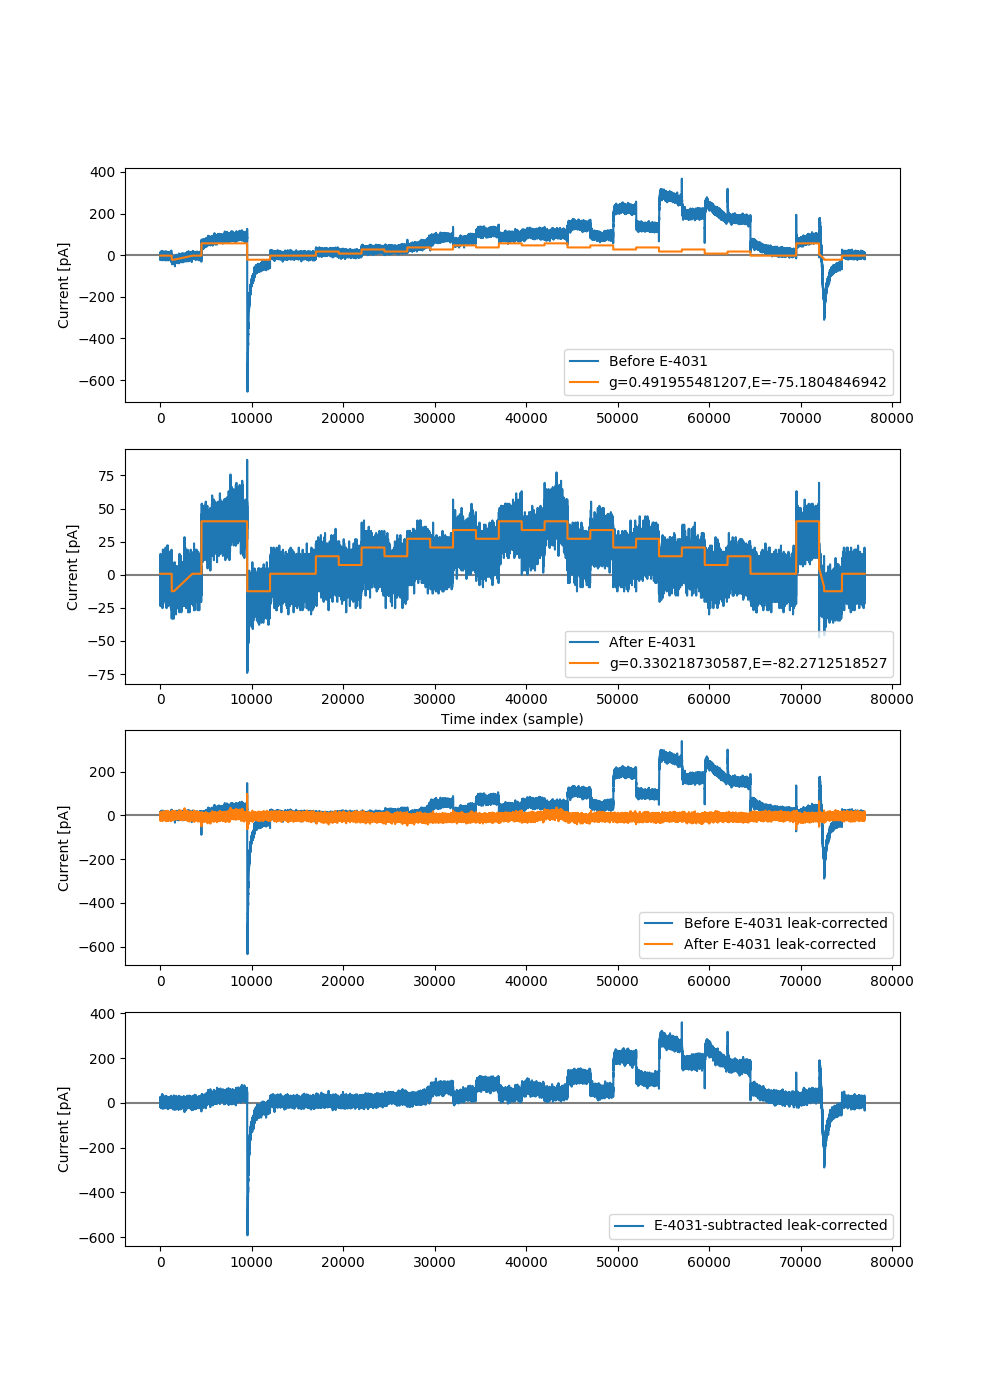 400
200
0
−200
−400
−600
Current [pA]
Before E-4031
g=0.491955481207,E=-75.1804846942
0 10000 20000 30000 40000 50000 60000 70000 80000
75
50
25
0
−25
−50
−75
Current [pA]
After E-4031
g=0.330218730587,E=-82.2712518527
0 10000 20000 30000 40000 50000 60000 70000 80000
Time index (sample)
200
0
−200
−400
−600
Current [pA]
Before E-4031 leak-corrected
After E-4031 leak-corrected
0 10000 20000 30000 40000 50000 60000 70000 80000
400
200
0
−200
−400
−600
Current [pA]
E-4031-subtracted leak-corrected
0 10000 20000 30000 40000 50000 60000 70000 80000